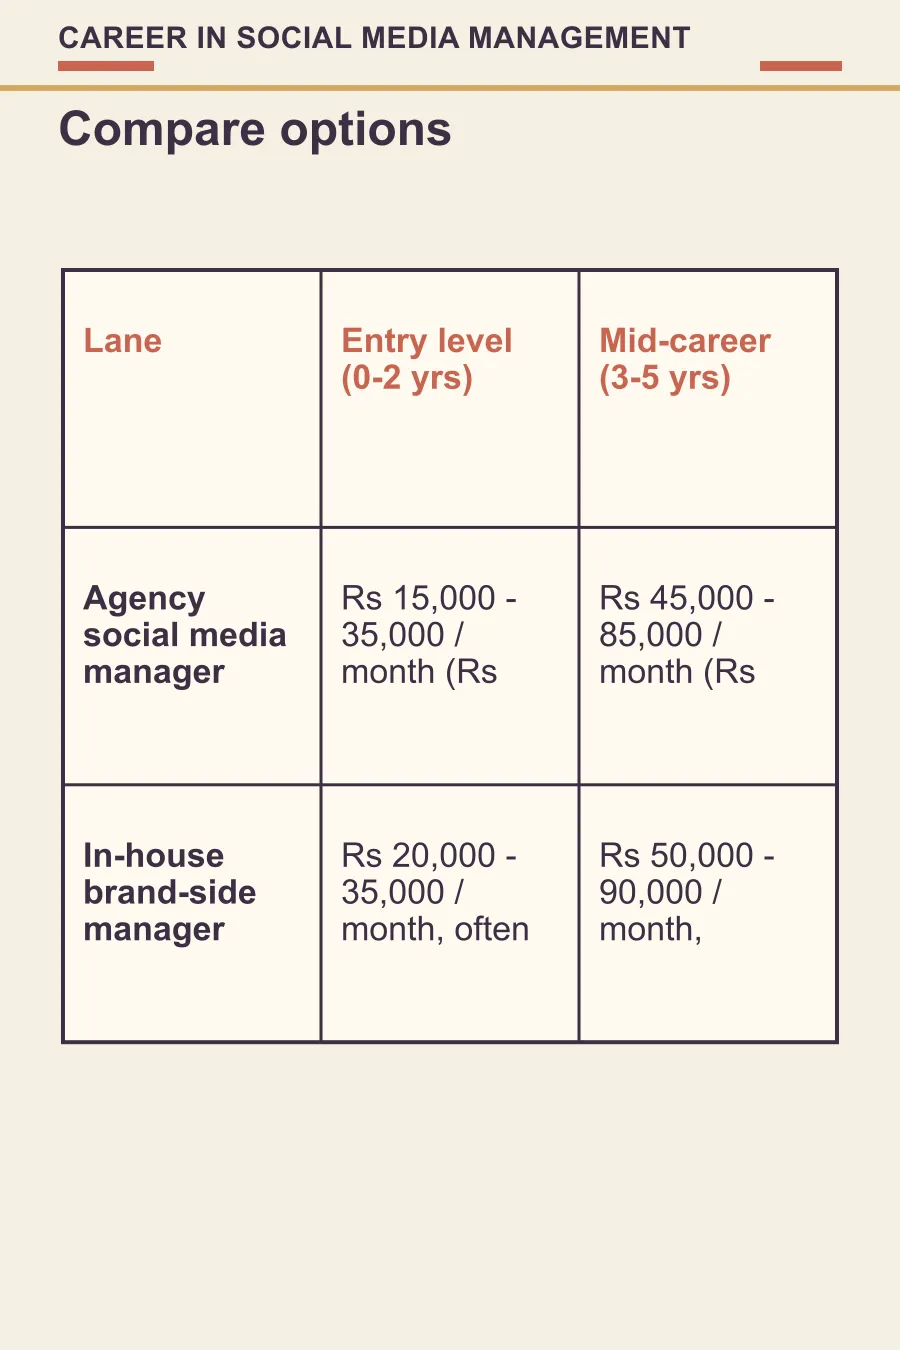 CAREER IN SOCIAL MEDIA MANAGEMENT
Compare options
Lane
Entry level
(0-2 yrs)
Mid-career
(3-5 yrs)
Agency
social media
manager
Rs 15,000 -
35,000 /
month (Rs
Rs 45,000 -
85,000 /
month (Rs
In-house
brand-side
manager
Rs 20,000 -
35,000 /
month, often
Rs 50,000 -
90,000 /
month,